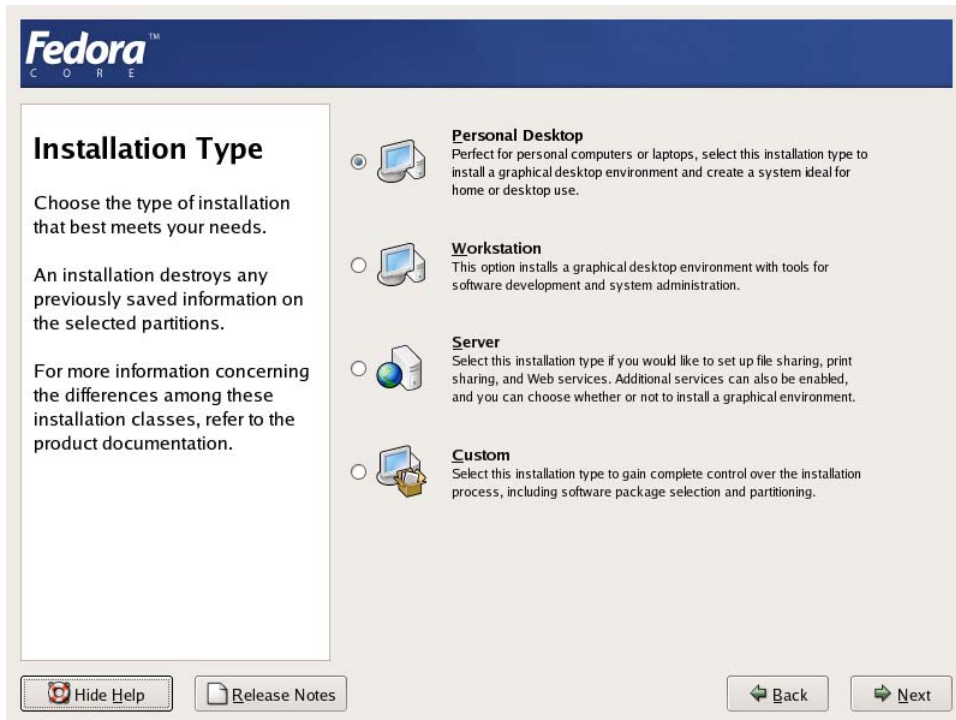 Fedora™
CORE
Installation Type
Choose the type of installation
that best meets your needs.
An installation destroys any
previously saved information on
the selected partitions.
For more information concerning
the differences among these
installation classes, refer to the
product documentation.
Personal Desktop
Perfect for personal computers or laptops, select this installation type to
install a graphical desktop environment and create a system ideal for
home or desktop use.
Workstation
This option installs a graphical desktop environment with tools for
software development and system administration.
Server
Select this installation type if you would like to set up file sharing, print
sharing, and Web services. Additional services can also be enabled,
and you can choose whether or not to install a graphical environment.
Custom
Select this installation type to gain complete control over the installation
process, including software package selection and partitioning.
Hide Help
Release Notes
Back
Next